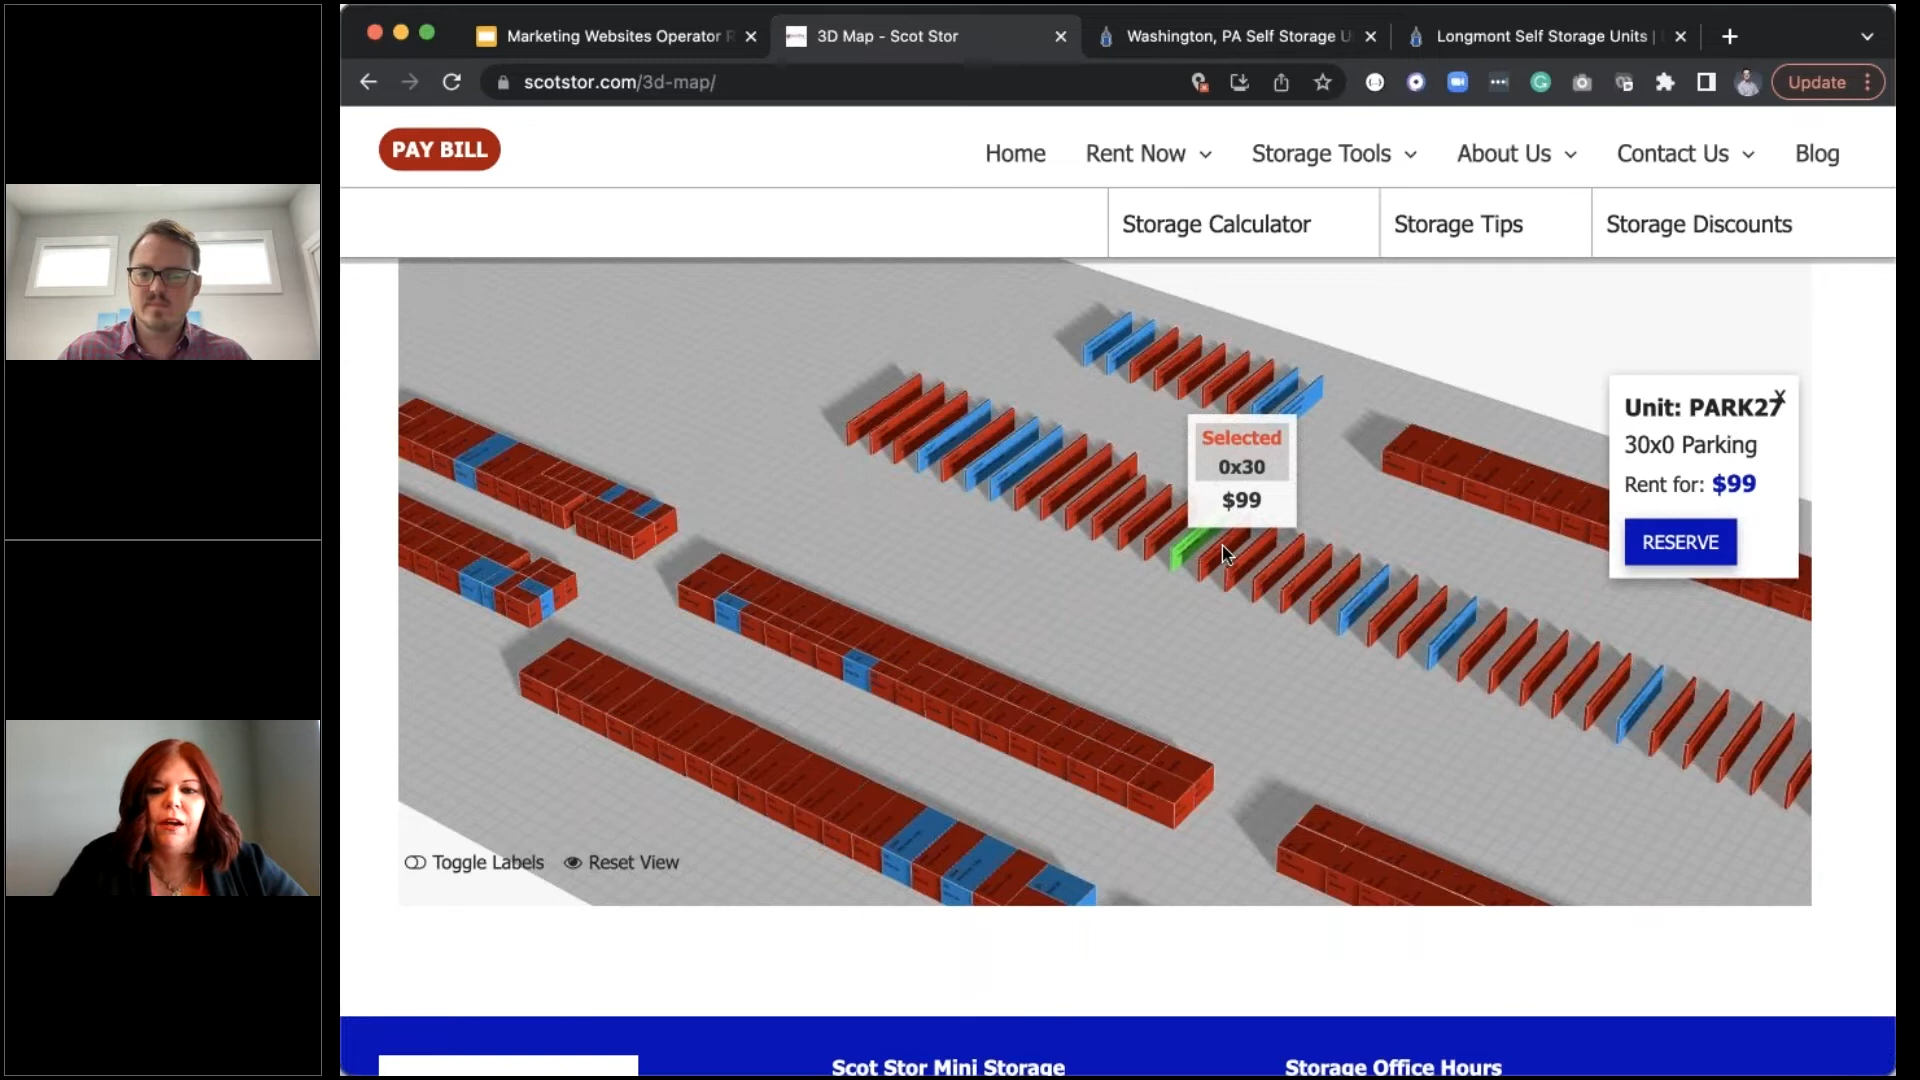 Marketing Websites Operator R
3D Map - Scot Stor
Washington, PA Self Storage U
Longmont Self Storage Units |
scotstor.com/3d-map/
Update
PAY BILL
Home
Rent Now
Storage Tools
About Us
Contact Us
Blog
Storage Calculator
Storage Tips
Storage Discounts
Selected
0x30
$99
X
Unit: PARK27
30x0 Parking
Rent for: $99
RESERVE
Toggle Labels
Reset View
Scot Stor Mini Storage
Storage Office Hours